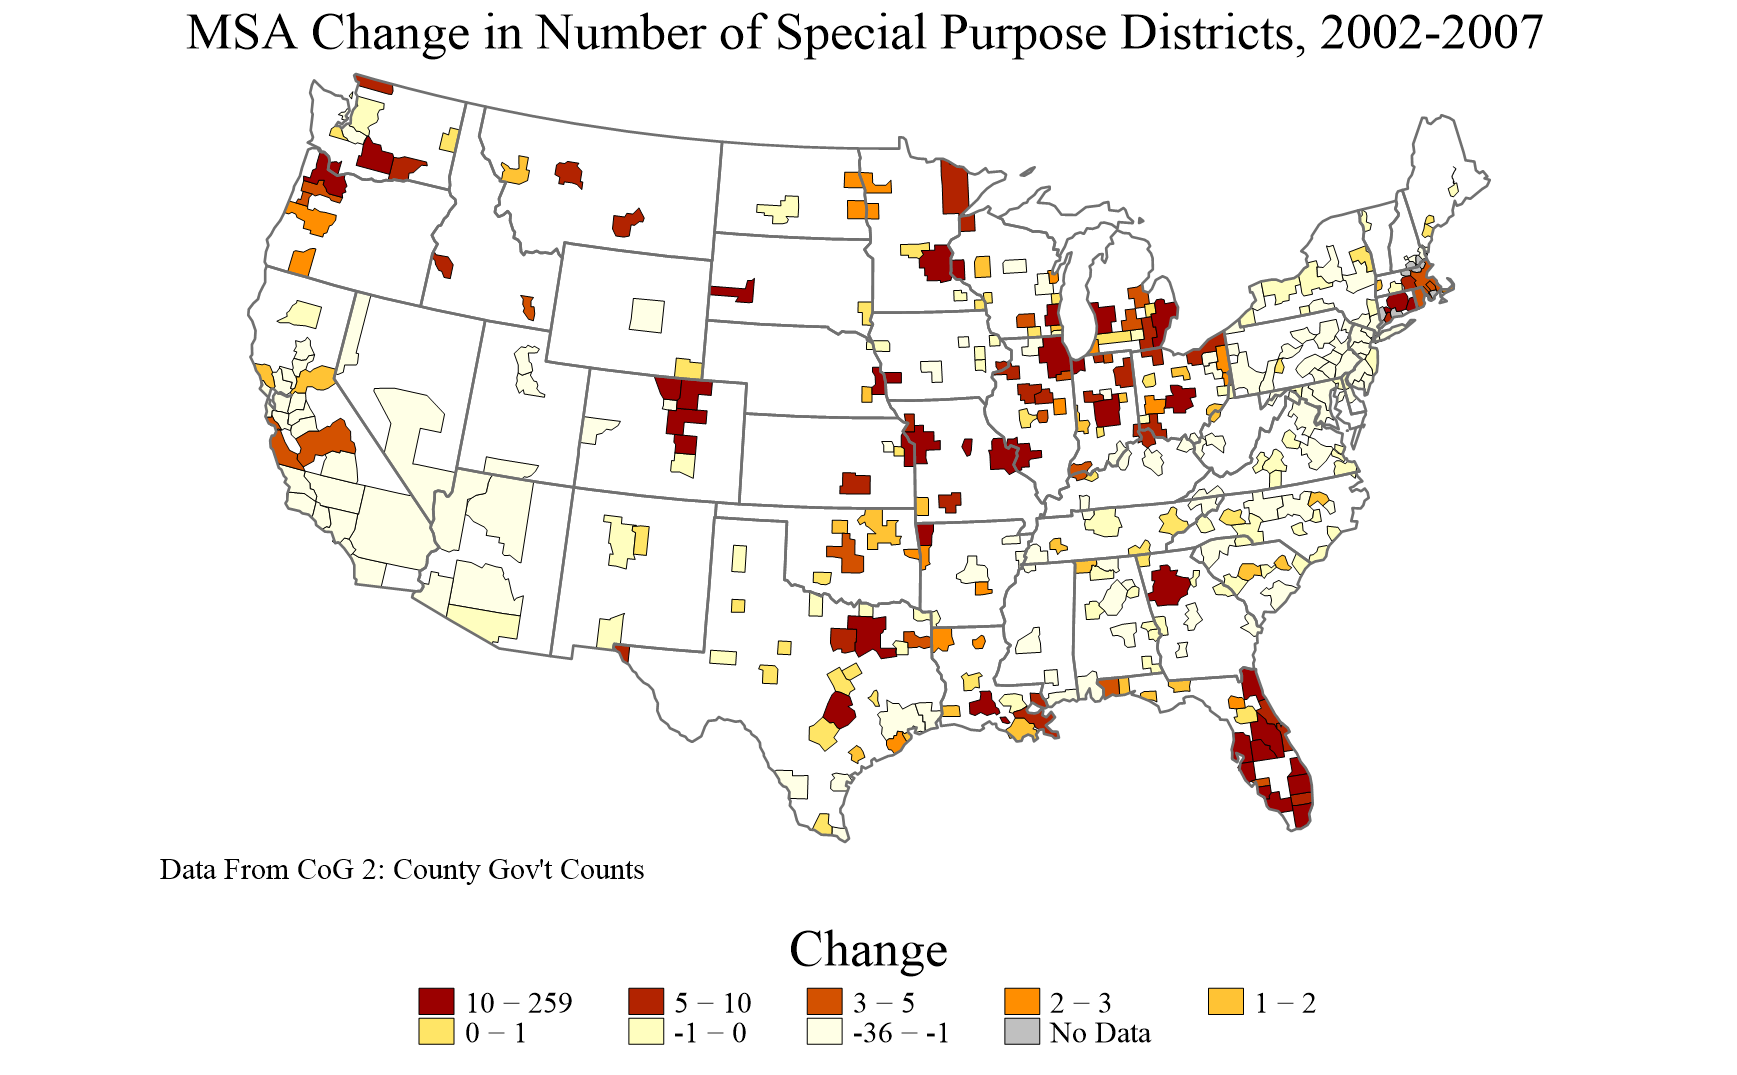 MSA Change in Number of Special Purpose Districts, 2002-2007
Data From CoG 2: County Gov't Counts
Change
10 – 259 5 – 10 3 – 5 2 – 3 1 – 2
0 – 1 -1 – 0 -36 – -1 No Data